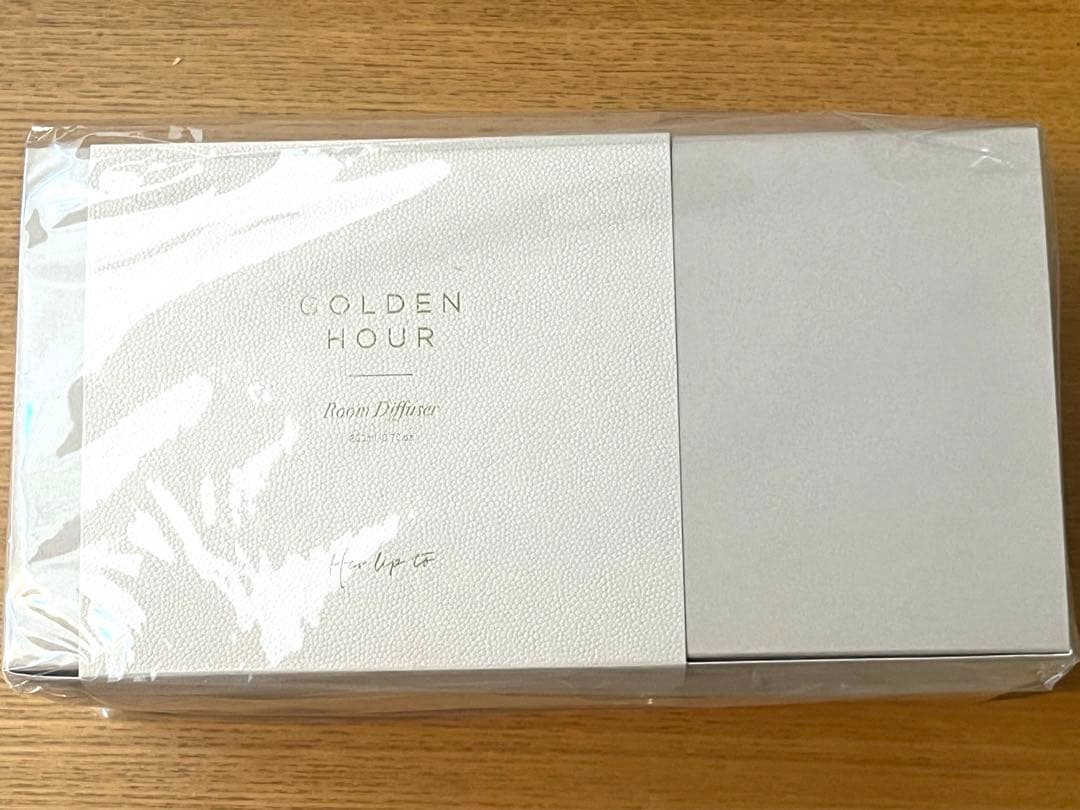 GOLDEN
HOUR
Room Diffuser
Her lip to